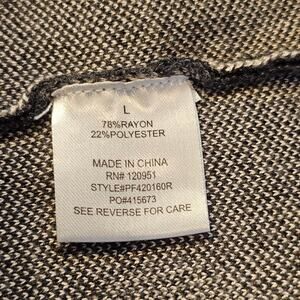 L
78%RAYON
22%POLYESTER
MADE IN CHINA
RN# 120951
STYLE#PF420160R
PO#415673
SEE REVERSE FOR CARE